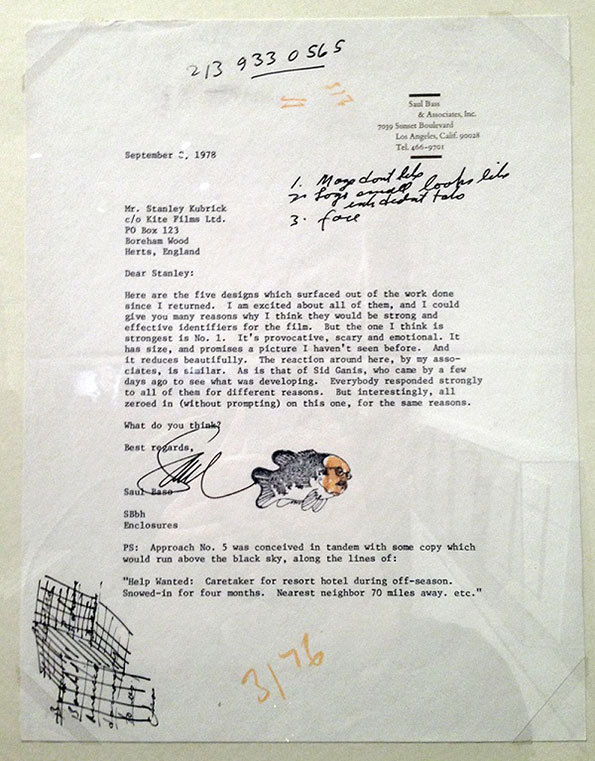 213 933 0565
Saul Bass
& Associates, Inc.
7039 Sunset Boulevard
Los Angeles, Calif. 90028
Tel. 466-9701
September , 1978
1. Maze dont like
2. Logo small looks like
ink didnt take
3. face
Mr. Stanley Kubrick
c/o Kite Films Ltd.
PO Box 123
Boreham Wood
Herts, England
Dear Stanley:
Here are the five designs which surfaced out of the work done
since I returned. I am excited about all of them, and I could
give you many reasons why I think they would be strong and
effective identifiers for the film. But the one I think is
strongest is No. 1. It's provocative, scary and emotional. It
has size, and promises a picture I haven't seen before. And
it reduces beautifully. The reaction around here, by my asso-
ciates, is similar. As is that of Sid Ganis, who came by a few
days ago to see what was developing. Everybody responded strongly
to all of them for different reasons. But interestingly, all
zeroed in (without prompting) on this one, for the same reasons.
What do you think?
Best regards,
Saul Bass
SBbh
Enclosures
PS: Approach No. 5 was conceived in tandem with some copy which
would run above the black sky, along the lines of:
"Help Wanted: Caretaker for resort hotel during off-season.
Snowed-in for four months. Nearest neighbor 70 miles away. etc."
3/76